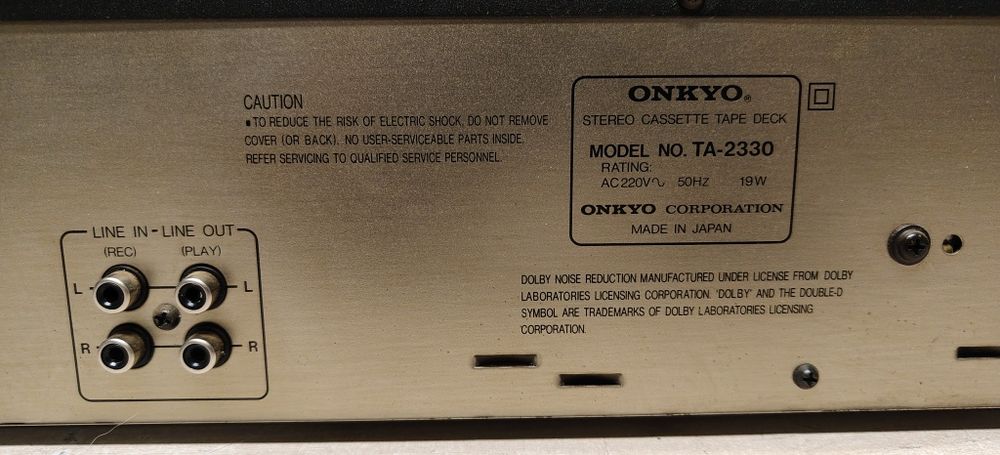 CAUTION
▪ TO REDUCE THE RISK OF ELECTRIC SHOCK, DO NOT REMOVE
COVER (OR BACK). NO USER-SERVICEABLE PARTS INSIDE.
REFER SERVICING TO QUALIFIED SERVICE PERSONNEL.
ONKYO®
STEREO CASSETTE TAPE DECK
MODEL NO. TA-2330
RATING:
AC 220V∿ 50HZ 19W
ONKYO CORPORATION
MADE IN JAPAN
LINE IN - LINE OUT
(REC) (PLAY)
L L
R R
DOLBY NOISE REDUCTION MANUFACTURED UNDER LICENSE FROM DOLBY
LABORATORIES LICENSING CORPORATION. 'DOLBY' AND THE DOUBLE-D
SYMBOL ARE TRADEMARKS OF DOLBY LABORATORIES LICENSING
CORPORATION.